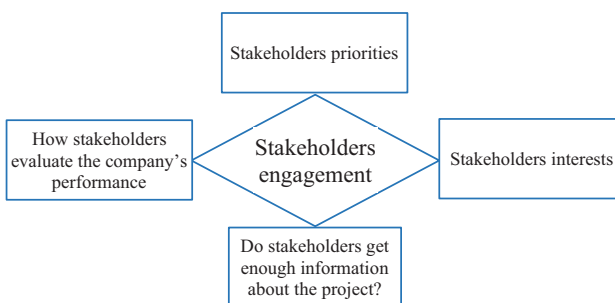 Stakeholders priorities
How stakeholders
evaluate the company's
performance
Stakeholders
engagement
Stakeholders interests
Do stakeholders get
enough information
about the project?